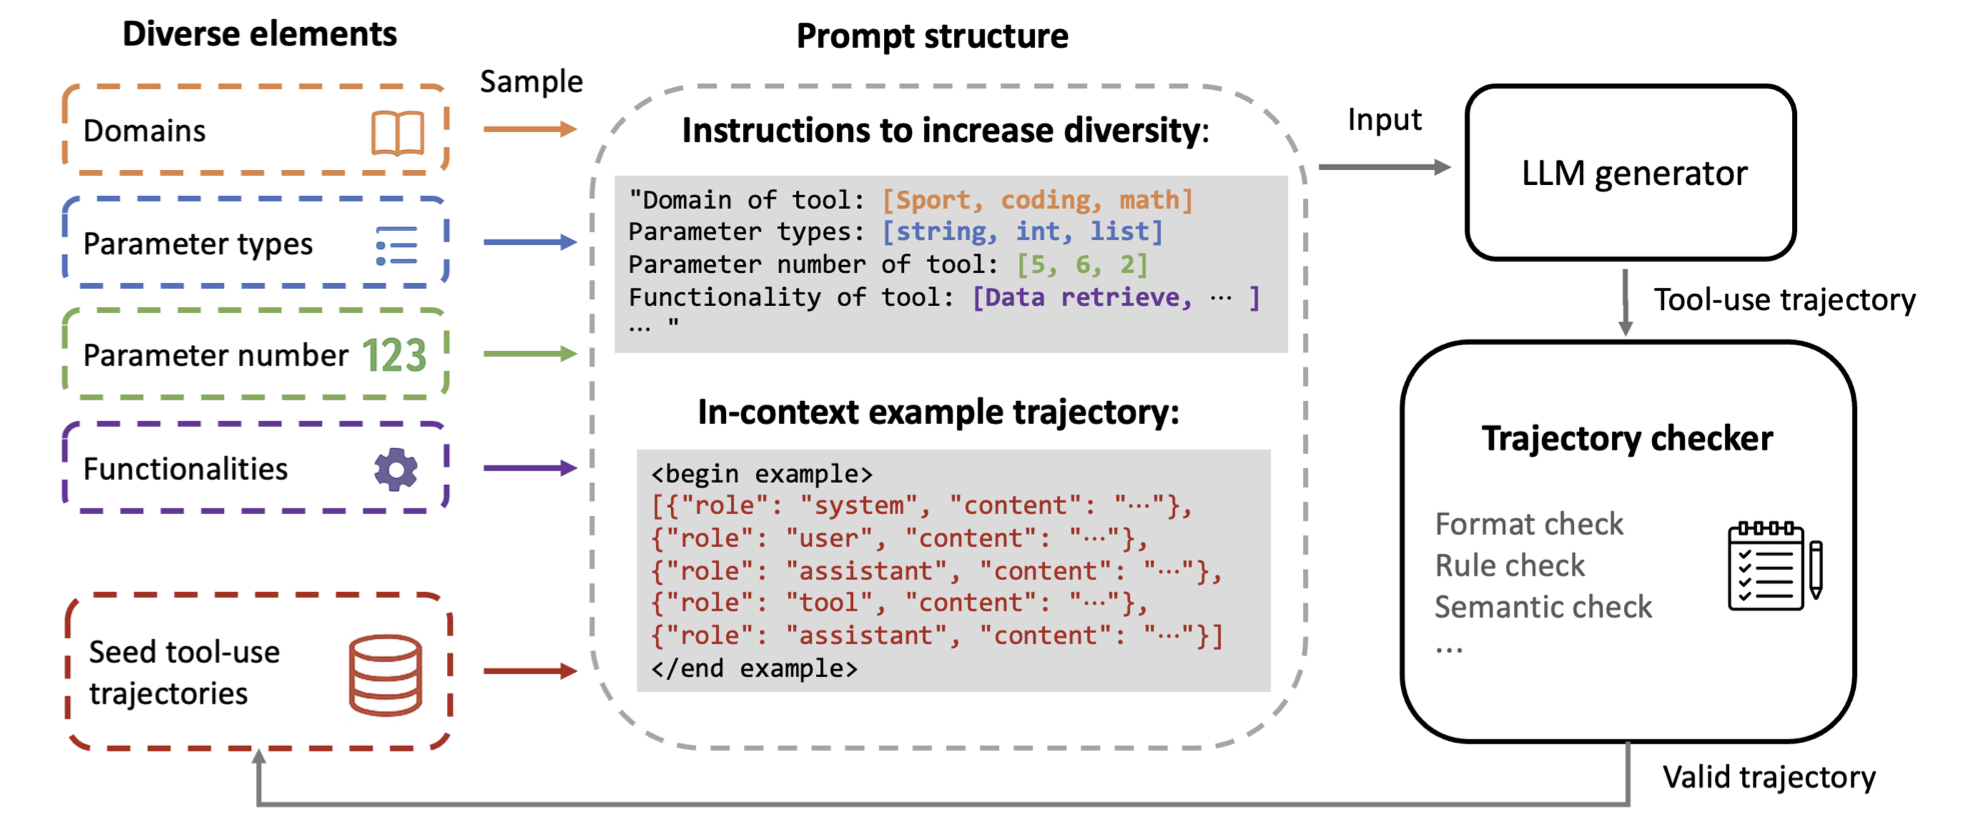 Diverse elements
Domains
Parameter types
Parameter number 123
Functionalities
Seed tool-use
trajectories
Sample
Prompt structure
Instructions to increase diversity:
"Domain of tool: [Sport, coding, math]
Parameter types: [string, int, list]
Parameter number of tool: [5, 6, 2]
Functionality of tool: [Data retrieve, ··· ]
··· "
In-context example trajectory:
<begin example>
[{"role": "system", "content": "···"},
{"role": "user", "content": "···"},
{"role": "assistant", "content": "···"},
{"role": "tool", "content": "···"},
{"role": "assistant", "content": "···"}]
</end example>
Input
LLM generator
Tool-use trajectory
Trajectory checker
Format check
Rule check
Semantic check
...
Valid trajectory